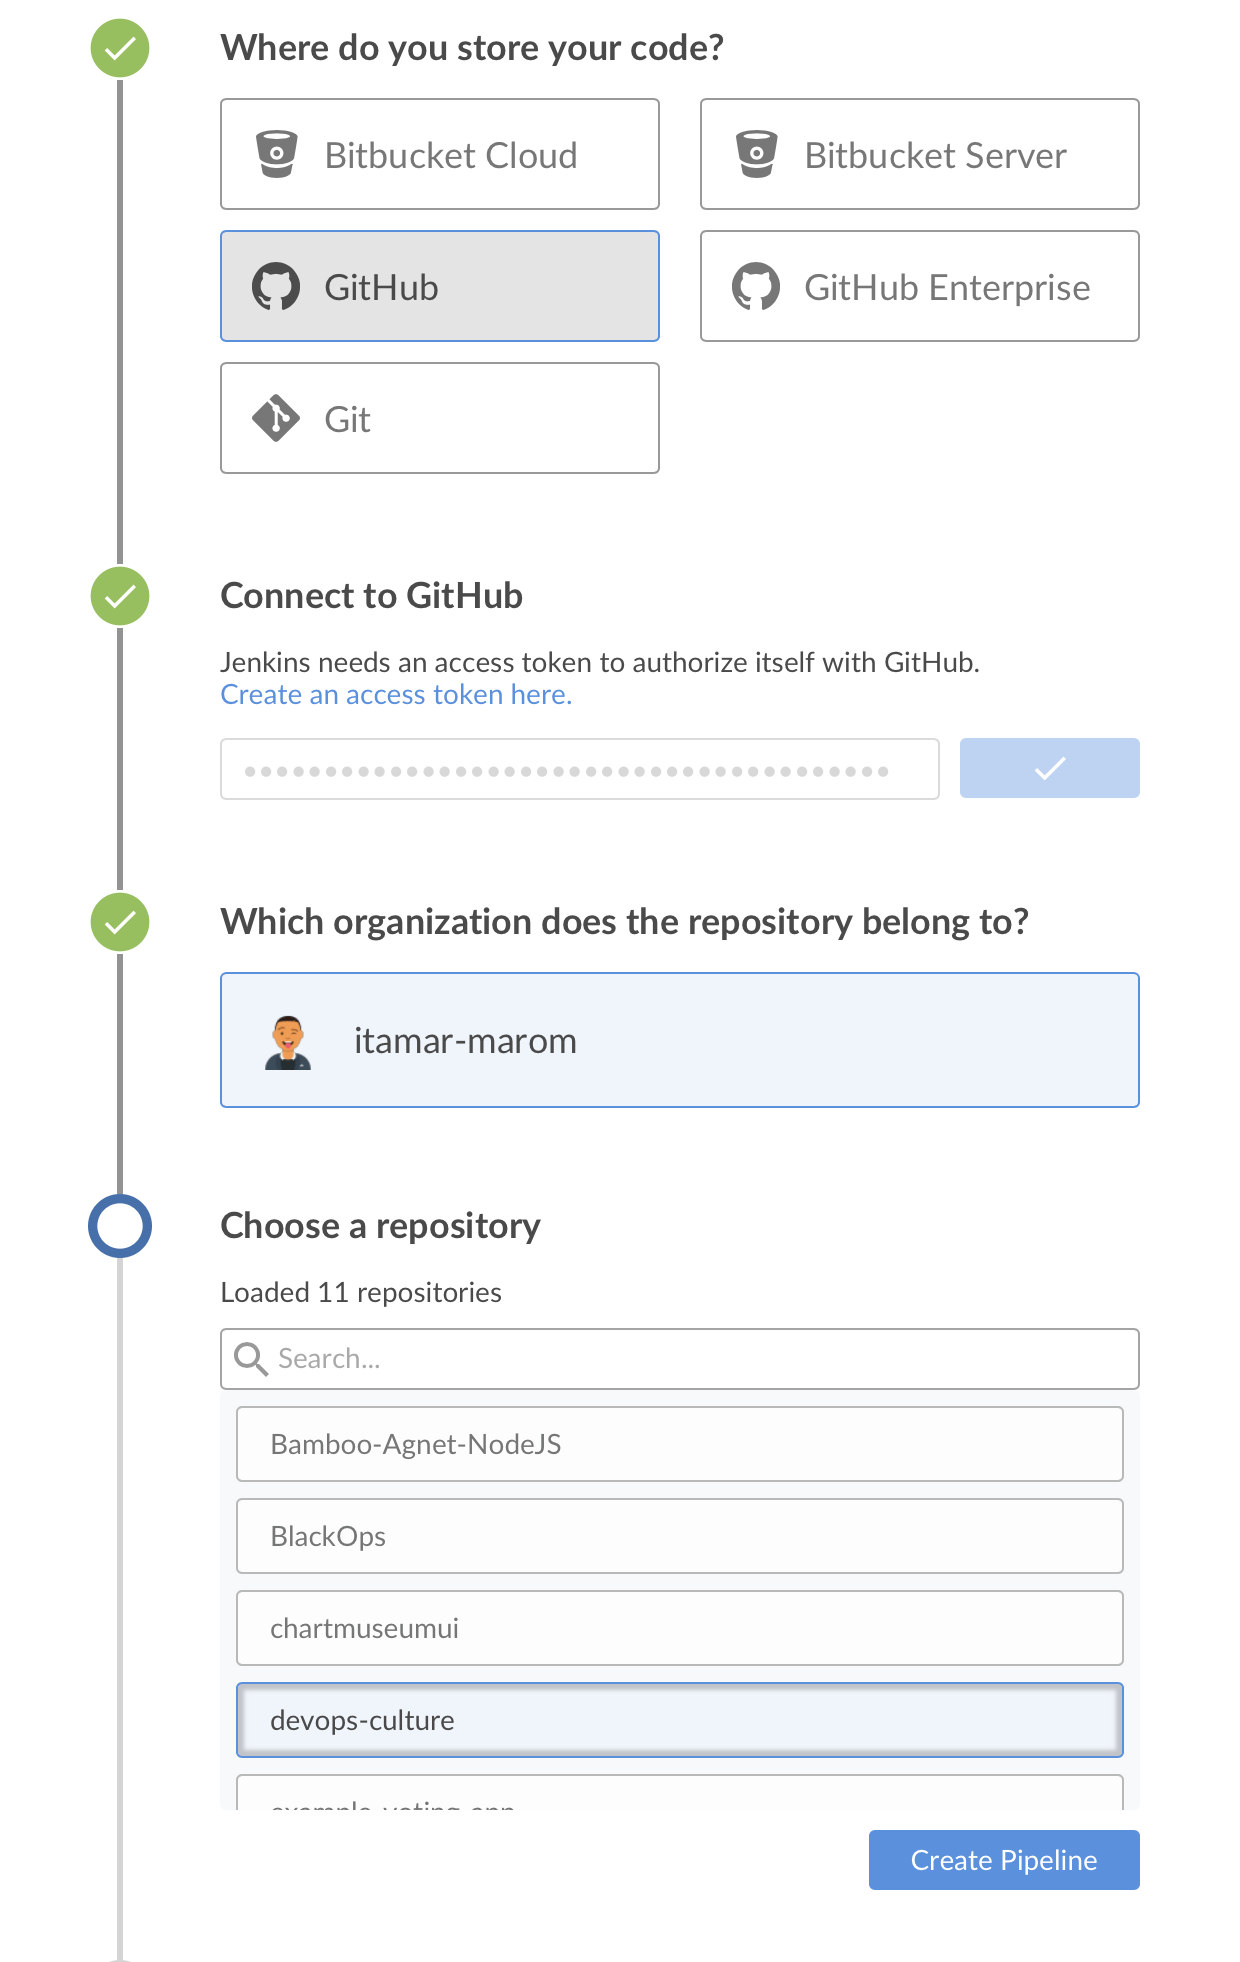 Where do you store your code?
Bitbucket Cloud
Bitbucket Server
GitHub
GitHub Enterprise
Git
Connect to GitHub
Jenkins needs an access token to authorize itself with GitHub.
Create an access token here.
Which organization does the repository belong to?
itamar-marom
Choose a repository
Loaded 11 repositories
Search...
Bamboo-Agnet-NodeJS
BlackOps
chartmuseumui
devops-culture
Create Pipeline